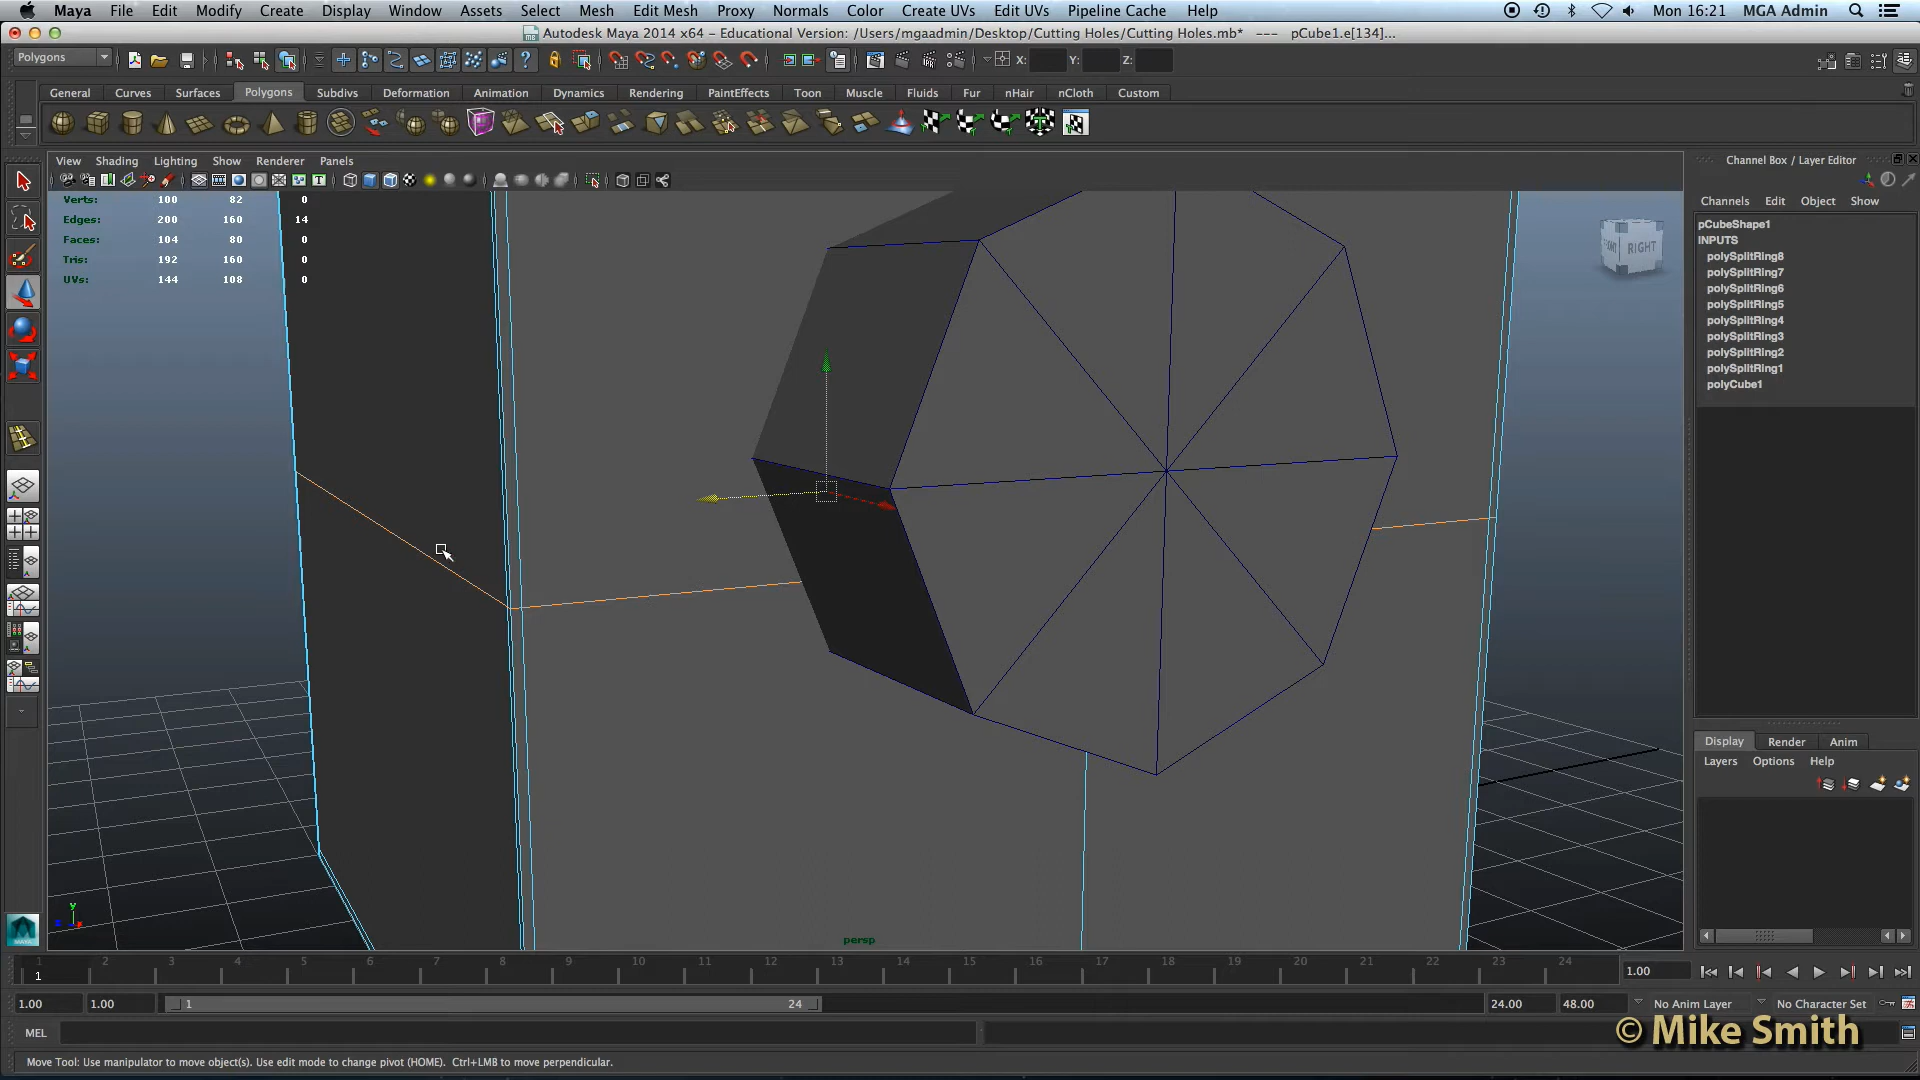 Maya File Edit Modify Create Display Window Assets Select Mesh Edit Mesh Proxy Normals Color Create UVs Edit UVs Pipeline Cache Help Mon 16:21 MGA Admin
Autodesk Maya 2014 x64 - Educational Version: /Users/mgaadmin/Desktop/Cutting Holes/Cutting Holes.mb* --- pCube1.e[134]...
Polygons X: Y: Z:
General Curves Surfaces Polygons Subdivs Deformation Animation Dynamics Rendering PaintEffects Toon Muscle Fluids Fur nHair nCloth Custom
View Shading Lighting Show Renderer Panels
Channel Box / Layer Editor
Verts: 100 82 0
Edges: 200 160 14
Faces: 104 80 0
Tris: 192 160 0
UVs: 144 108 0
FRONT RIGHT
Channels Edit Object Show
pCubeShape1
INPUTS
polySplitRing8
polySplitRing7
polySplitRing6
polySplitRing5
polySplitRing4
polySplitRing3
polySplitRing2
polySplitRing1
polyCube1
Display Render Anim
Layers Options Help
y
persp
1 2 3 4 5 6 7 8 9 10 11 12 13 14 15 16 17 18 19 20 21 22 23 24
1 1.00
1.00 1.00 1 24 24.00 48.00 No Anim Layer No Character Set
MEL
© Mike Smith
Move Tool: Use manipulator to move object(s). Use edit mode to change pivot (HOME). Ctrl+LMB to move perpendicular.